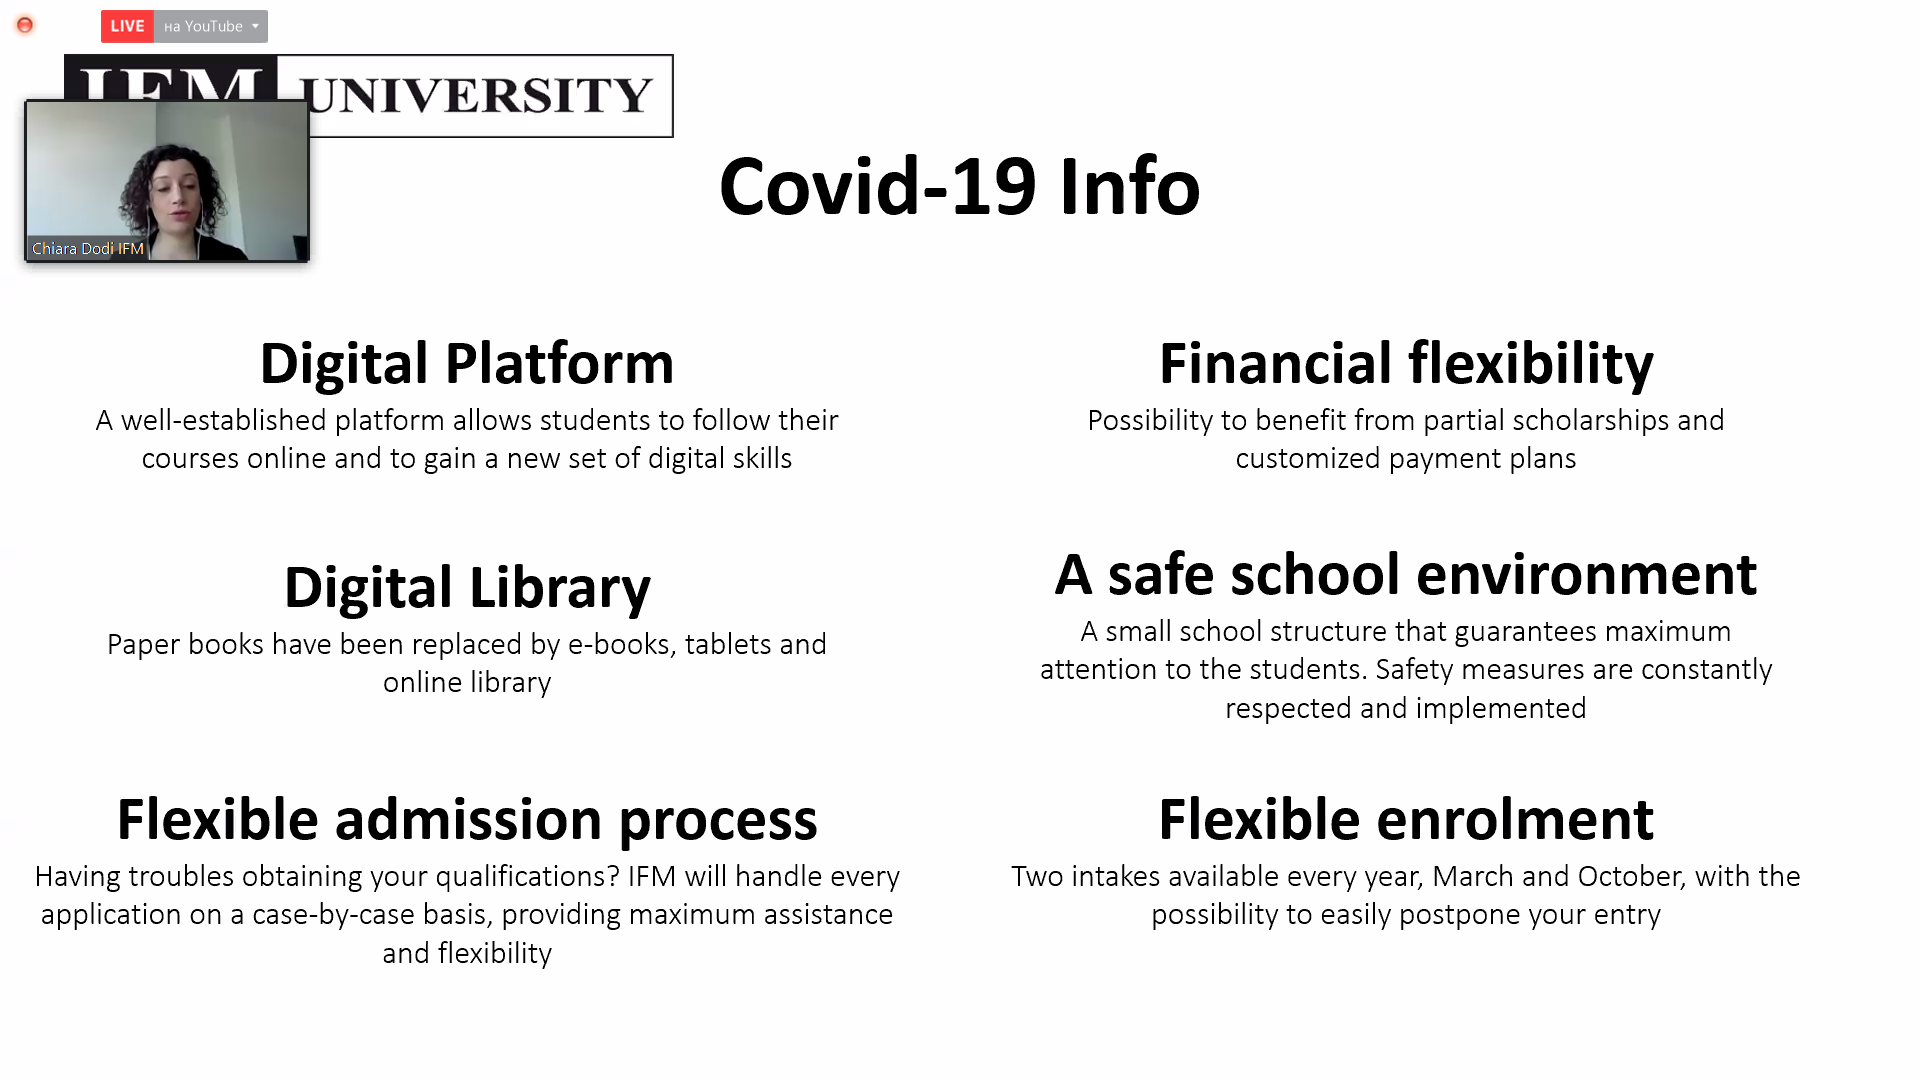 LIVE на YouTube
IFM UNIVERSITY
Chiara Dodi IFM
Covid-19 Info
Digital Platform
A well-established platform allows students to follow their
courses online and to gain a new set of digital skills
Financial flexibility
Possibility to benefit from partial scholarships and
customized payment plans
Digital Library
Paper books have been replaced by e-books, tablets and
online library
A safe school environment
A small school structure that guarantees maximum
attention to the students. Safety measures are constantly
respected and implemented
Flexible admission process
Having troubles obtaining your qualifications? IFM will handle every
application on a case-by-case basis, providing maximum assistance
and flexibility
Flexible enrolment
Two intakes available every year, March and October, with the
possibility to easily postpone your entry